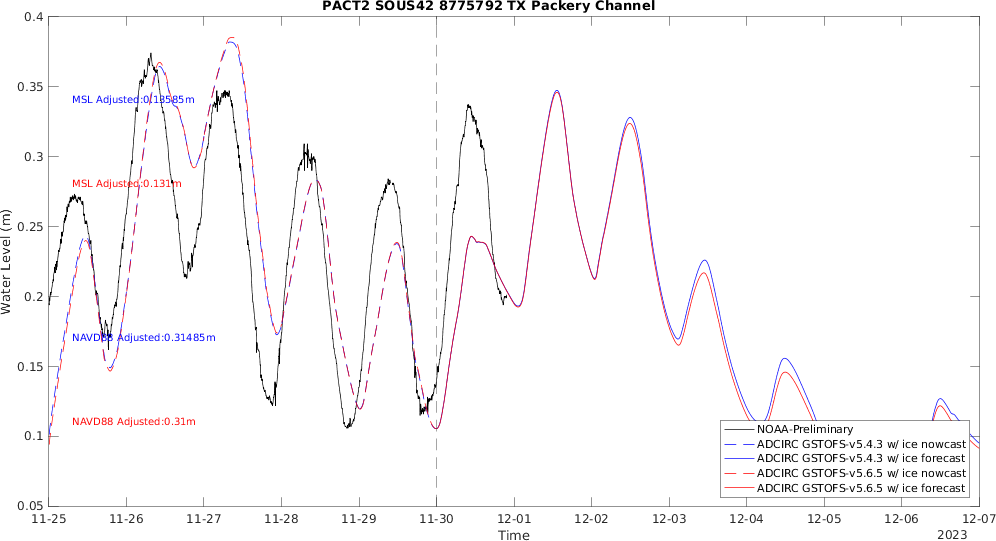 PACT2 SOUS42 8775792 TX Packery Channel
0.4
0.35
0.3
0.25
0.2
0.15
0.1
0.05
Water Level (m)
MSL Adjusted:0.13585m
MSL Adjusted:0.131m
NAVD88 Adjusted:0.31485m
NAVD88 Adjusted:0.31m
NOAA-Preliminary
ADCIRC GSTOFS-v5.4.3 w/ ice nowcast
ADCIRC GSTOFS-v5.4.3 w/ ice forecast
ADCIRC GSTOFS-v5.6.5 w/ ice nowcast
ADCIRC GSTOFS-v5.6.5 w/ ice forecast
11-25 11-26 11-27 11-28 11-29 11-30 12-01 12-02 12-03 12-04 12-05 12-06 12-07
Time
2023